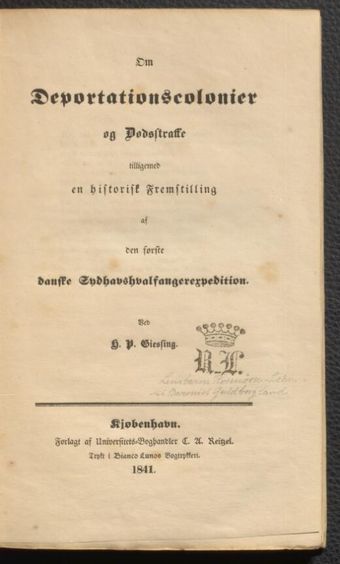 Om
Deportationscolonier
og Dødsstraffe
tilligemed
en historisk Fremstilling
af
den første
danske Sydhavshvalfangerexpedition.
Ved
H. P. Giessing.
R. L.
Kjøbenhavn.
Forlagt af Universitets-Boghandler C. A. Reitzel.
Trykt i Bianco Lunos Bogtrykkeri.
1841.